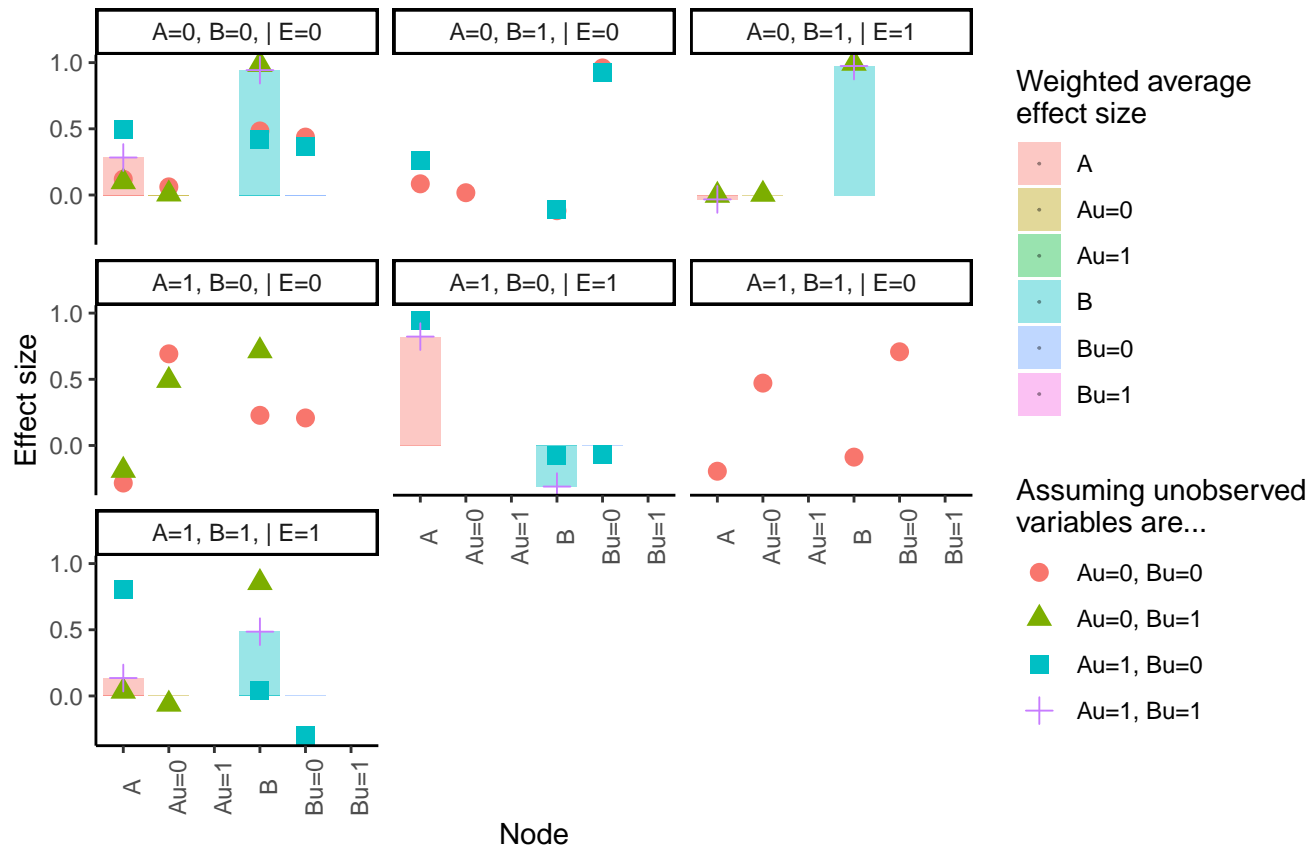 A=0, B=0, | E=0
A=0, B=1, | E=0
A=0, B=1, | E=1
1.0
0.5
0.0
A=1, B=0, | E=0
A=1, B=0, | E=1
A=1, B=1, | E=0
1.0
0.5
0.0
A
Au=0
Au=1
B
Bu=0
Bu=1
A
Au=0
Au=1
B
Bu=0
Bu=1
A=1, B=1, | E=1
1.0
0.5
0.0
A
Au=0
Au=1
B
Bu=0
Bu=1
Effect size
Node
Weighted average
effect size
A
Au=0
Au=1
B
Bu=0
Bu=1
Assuming unobserved
variables are...
Au=0, Bu=0
Au=0, Bu=1
Au=1, Bu=0
Au=1, Bu=1